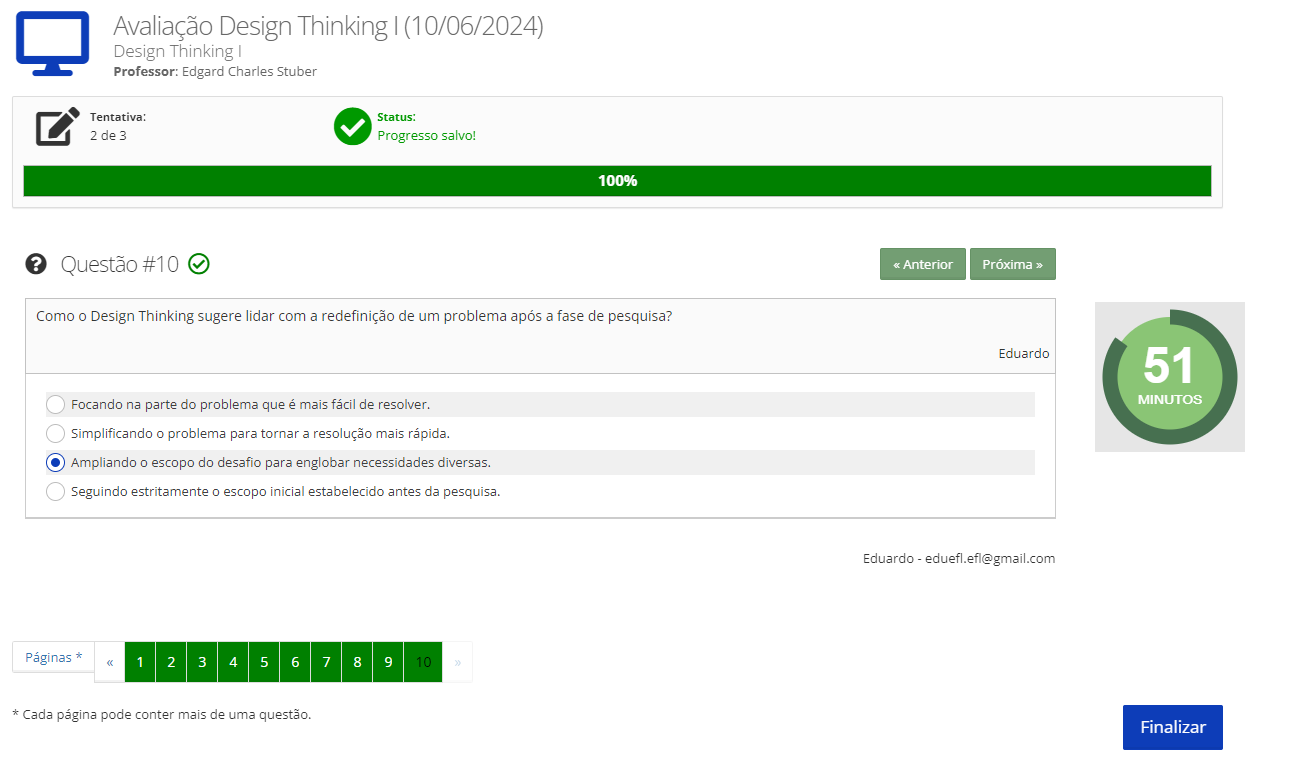 Avaliação Design Thinking I (10/06/2024)
Design Thinking I
Professor: Edgard Charles Stuber
Tentativa:
2 de 3
Status:
Progresso salvo!
100%
Questão #10
« Anterior
Próxima »
Como o Design Thinking sugere lidar com a redefinição de um problema após a fase de pesquisa?
Eduardo
51
MINUTOS
Focando na parte do problema que é mais fácil de resolver.
Simplificando o problema para tornar a resolução mais rápida.
Ampliando o escopo do desafio para englobar necessidades diversas.
Seguindo estritamente o escopo inicial estabelecido antes da pesquisa.
Eduardo - eduefl.efl@gmail.com
Páginas * « 1 2 3 4 5 6 7 8 9 10 »
* Cada página pode conter mais de uma questão.
Finalizar